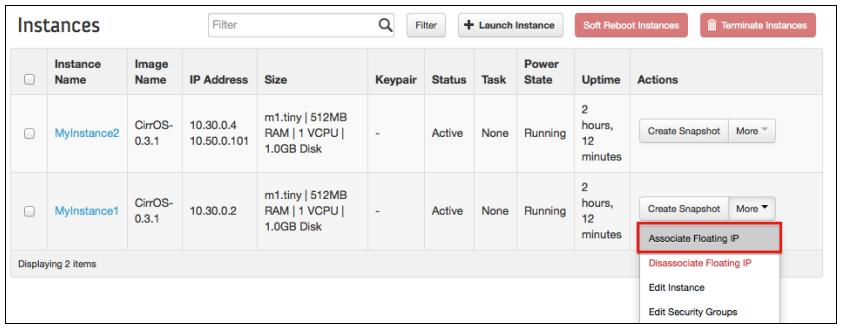 Instances
Filter
Filter
+ Launch Instance
Soft Reboot Instances
Terminate Instances
Instance Name
Image Name
IP Address
Size
Keypair
Status
Task
Power State
Uptime
Actions
MyInstance2
CirrOS-
0.3.1
10.30.0.4
10.50.0.101
m1.tiny | 512MB
RAM | 1 VCPU |
1.0GB Disk
-
Active
None
Running
2
hours,
12
minutes
Create Snapshot
More
MyInstance1
CirrOS-
0.3.1
10.30.0.2
m1.tiny | 512MB
RAM | 1 VCPU |
1.0GB Disk
-
Active
None
Running
2
hours,
12
minutes
Create Snapshot
More
Associate Floating IP
Disassociate Floating IP
Edit Instance
Edit Security Groups
Displaying 2 items